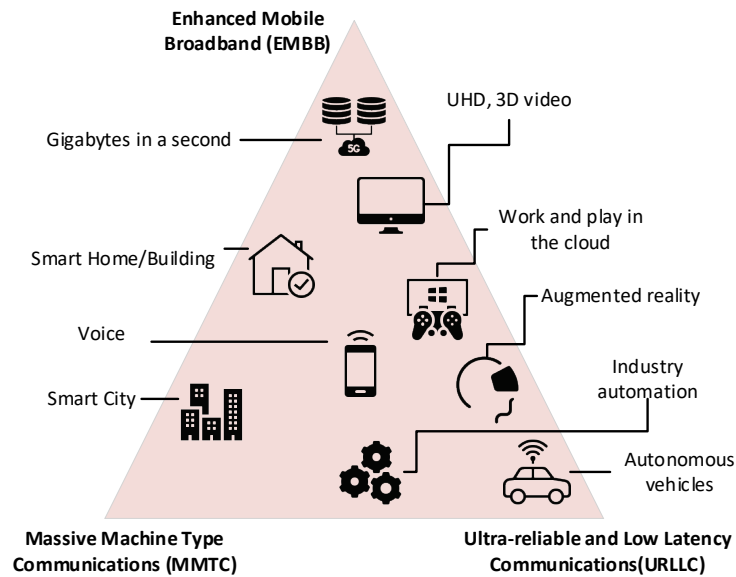 Enhanced Mobile
Broadband (EMBB)
UHD, 3D video
Gigabytes in a second
5G
Work and play in
the cloud
Smart Home/Building
Augmented reality
Voice
Industry
automation
Smart City
Autonomous
vehicles
Massive Machine Type
Communications (MMTC)
Ultra-reliable and Low Latency
Communications(URLLC)